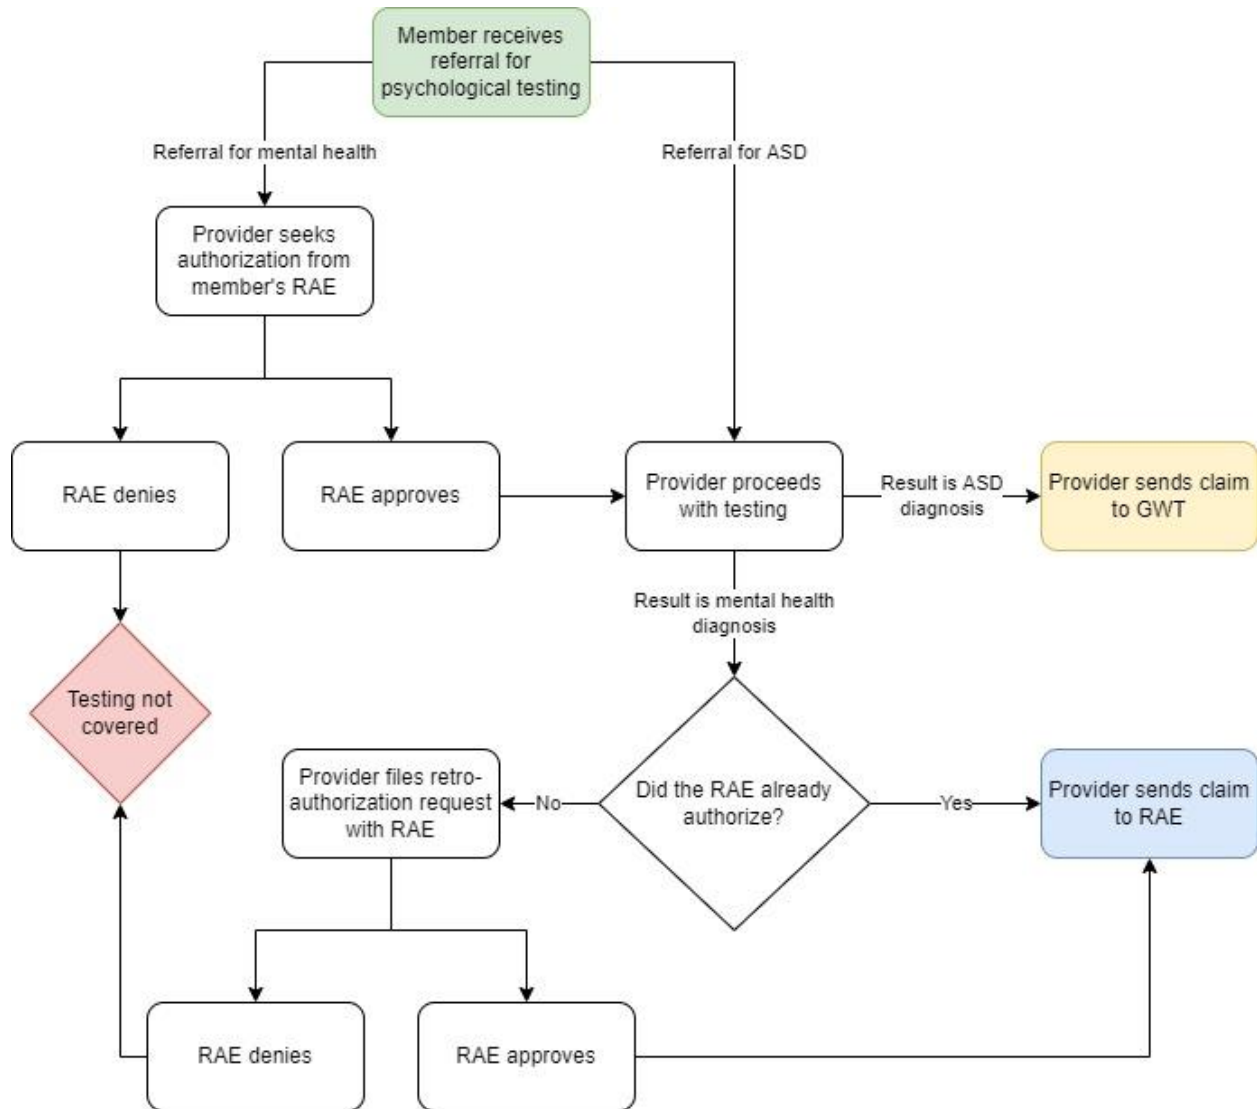 Member receives
referral for
psychological testing
Referral for mental health
Referral for ASD
Provider seeks
authorization from
member's RAE
RAE denies
RAE approves
Provider proceeds
with testing
Result is ASD
diagnosis
Provider sends claim
to GWT
Result is mental health
diagnosis
Testing not
covered
Provider files retro-
authorization request
with RAE
No
Did the RAE already
authorize?
Yes
Provider sends claim
to RAE
RAE denies
RAE approves